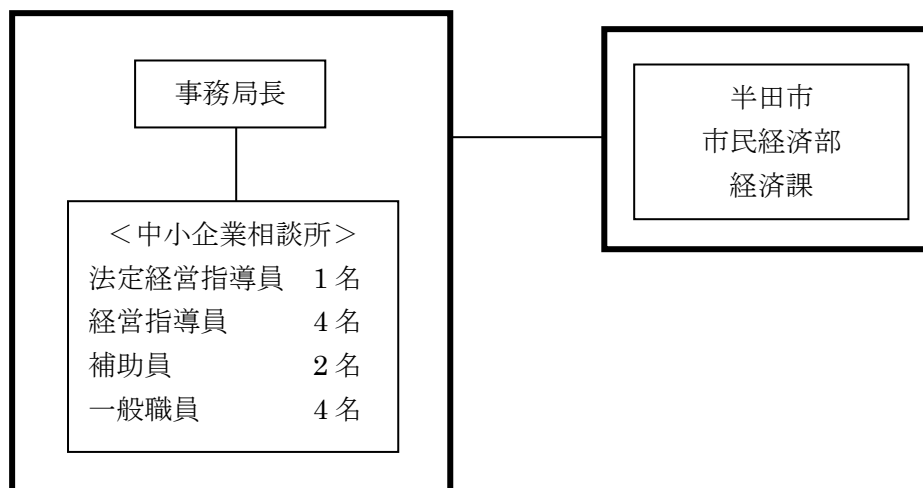 事務局長
<中小企業相談所>
法定経営指導員 1名
経営指導員 4名
補助員 2名
一般職員 4名
半田市
市民経済部
経済課